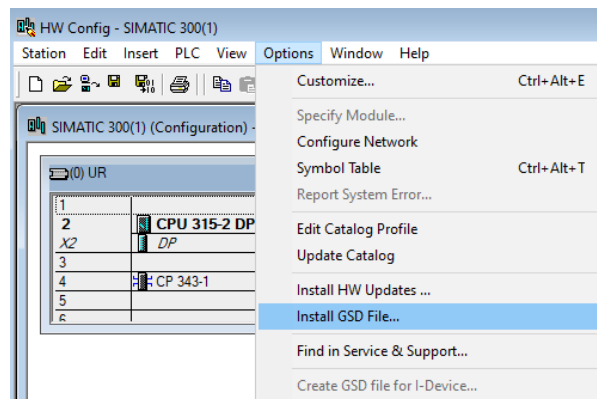 HW Config - SIMATIC 300(1)
Station Edit Insert PLC View Options Window Help
Customize... Ctrl+Alt+E
SIMATIC 300(1) (Configuration) -
Specify Module...
Configure Network
(0) UR
Symbol Table Ctrl+Alt+T
Report System Error...
1
2 CPU 315-2 DP
Edit Catalog Profile
X2 DP
Update Catalog
3
4 CP 343-1
Install HW Updates ...
5
Install GSD File...
6
Find in Service & Support...
Create GSD file for I-Device...